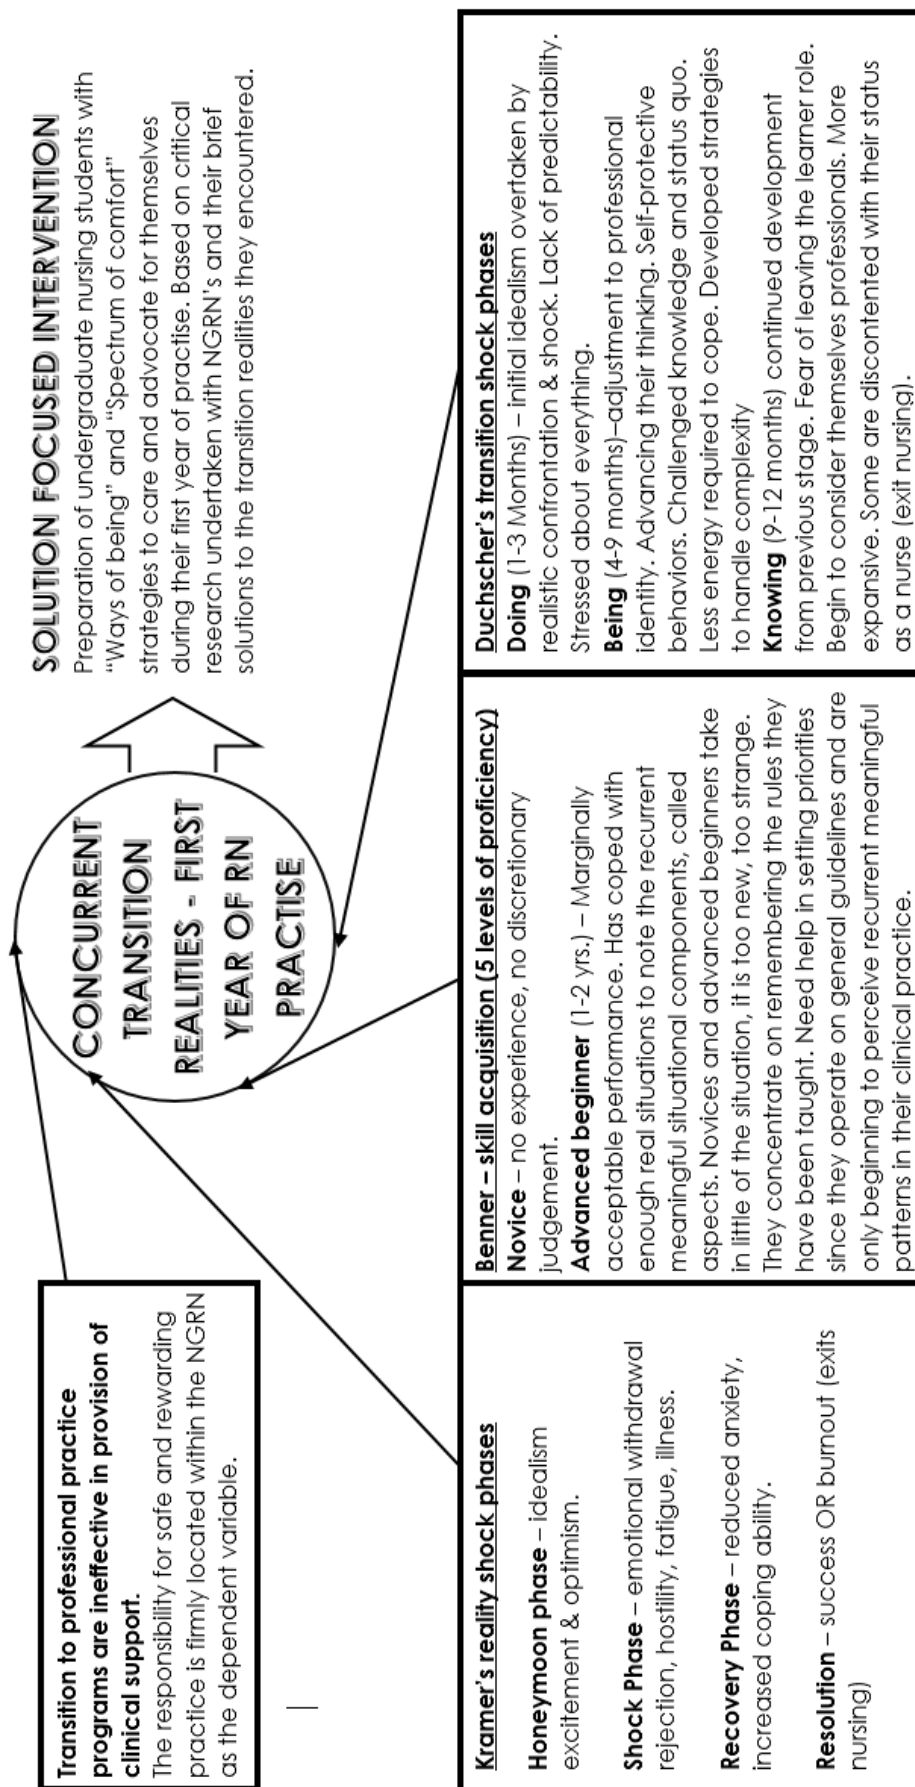 Transition to professional practice
programs are ineffective in provision of
clinical support.
The responsibility for safe and rewarding
practice is firmly located within the NGRN
as the dependent variable.
CONCURRENT
TRANSITION
REALITIES - FIRST
YEAR OF RN
PRACTISE
SOLUTION FOCUSED INTERVENTION
Preparation of undergraduate nursing students with
“Ways of being” and “Spectrum of comfort”
strategies to care and advocate for themselves
during their first year of practise. Based on critical
research undertaken with NGRN's and their brief
solutions to the transition realities they encountered.
Kramer's reality shock phases
Honeymoon phase – idealism
excitement & optimism.
Shock Phase – emotional withdrawal
rejection, hostility, fatigue, illness.
Recovery Phase – reduced anxiety,
increased coping ability.
Resolution – success OR burnout (exits
nursing)
Benner – skill acquisition (5 levels of proficiency)
Novice – no experience, no discretionary
judgement.
Advanced beginner (1-2 yrs.) – Marginally
acceptable performance. Has coped with
enough real situations to note the recurrent
meaningful situational components, called
aspects. Novices and advanced beginners take
in little of the situation, it is too new, too strange.
They concentrate on remembering the rules they
have been taught. Need help in setting priorities
since they operate on general guidelines and are
only beginning to perceive recurrent meaningful
patterns in their clinical practice.
Duchscher's transition shock phases
Doing (1-3 Months) – initial idealism overtaken by
realistic confrontation & shock. Lack of predictability.
Stressed about everything.
Being (4-9 months)–adjustment to professional
identity. Advancing their thinking. Self-protective
behaviors. Challenged knowledge and status quo.
Less energy required to cope. Developed strategies
to handle complexity
Knowing (9-12 months) continued development
from previous stage. Fear of leaving the learner role.
Begin to consider themselves professionals. More
expansive. Some are discontented with their status
as a nurse (exit nursing).